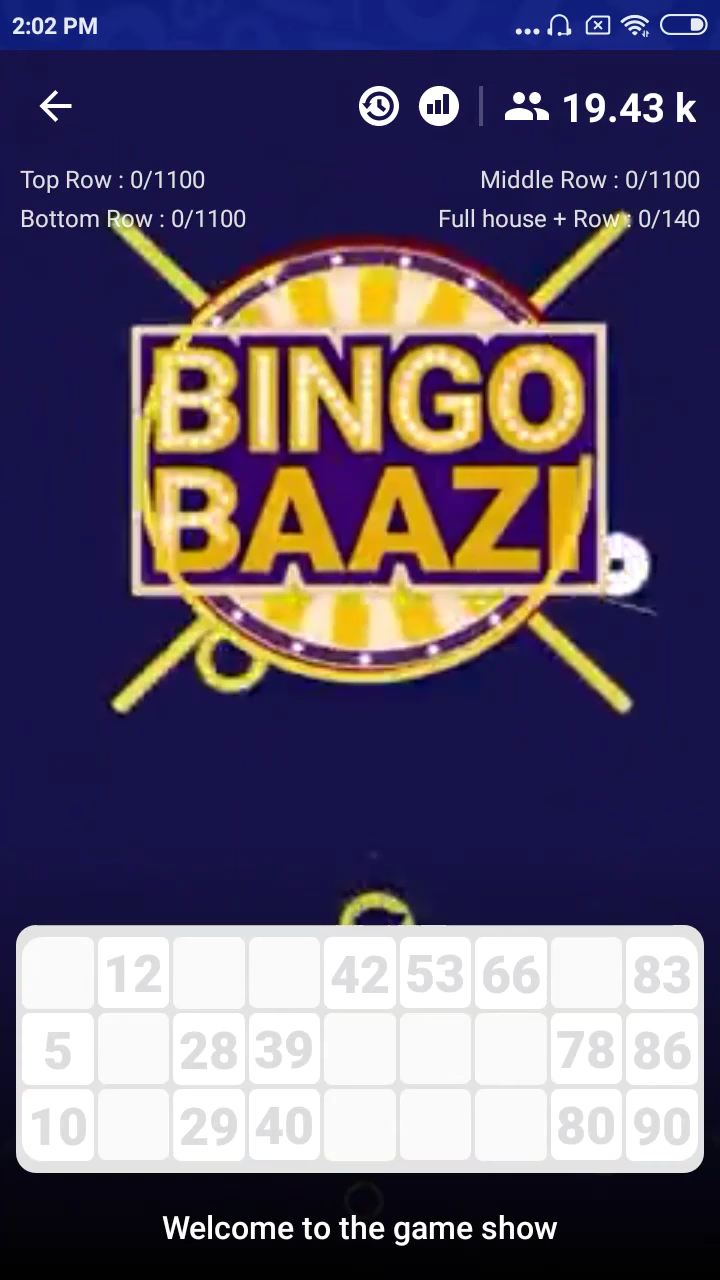 2:02 PM
19.43 k
Top Row : 0/1100
Middle Row : 0/1100
Bottom Row : 0/1100
Full house + Row : 0/140
BINGO
BAAZI
12 42 53 66 83
5 28 39 78 86
10 29 40 80 90
Welcome to the game show